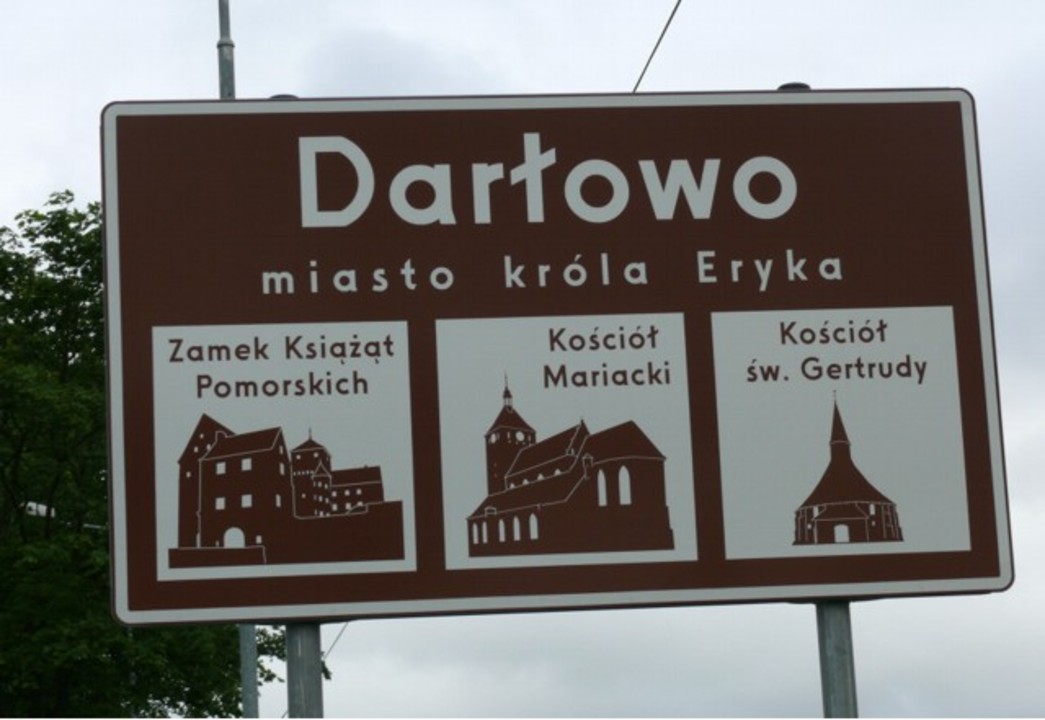 Darłowo
miasto króla Eryka
Zamek Książąt
Pomorskich
Kościół
Mariacki
Kościół
św. Gertrudy